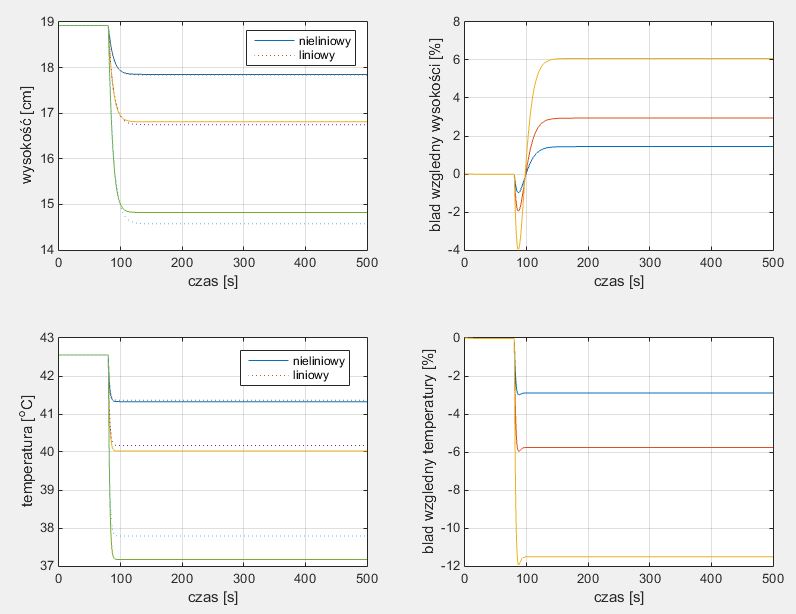 19
18
17
16
15
14
wysokość [cm]
nieliniowy
liniowy
0 100 200 300 400 500
czas [s]
8
6
4
2
0
-2
-4
blad wzgledny wysokości [%]
0 100 200 300 400 500
czas [s]
43
42
41
40
39
38
37
temperatura [°C]
nieliniowy
liniowy
0 100 200 300 400 500
czas [s]
0
-2
-4
-6
-8
-10
-12
blad wzgledny temperatury [%]
0 100 200 300 400 500
czas [s]